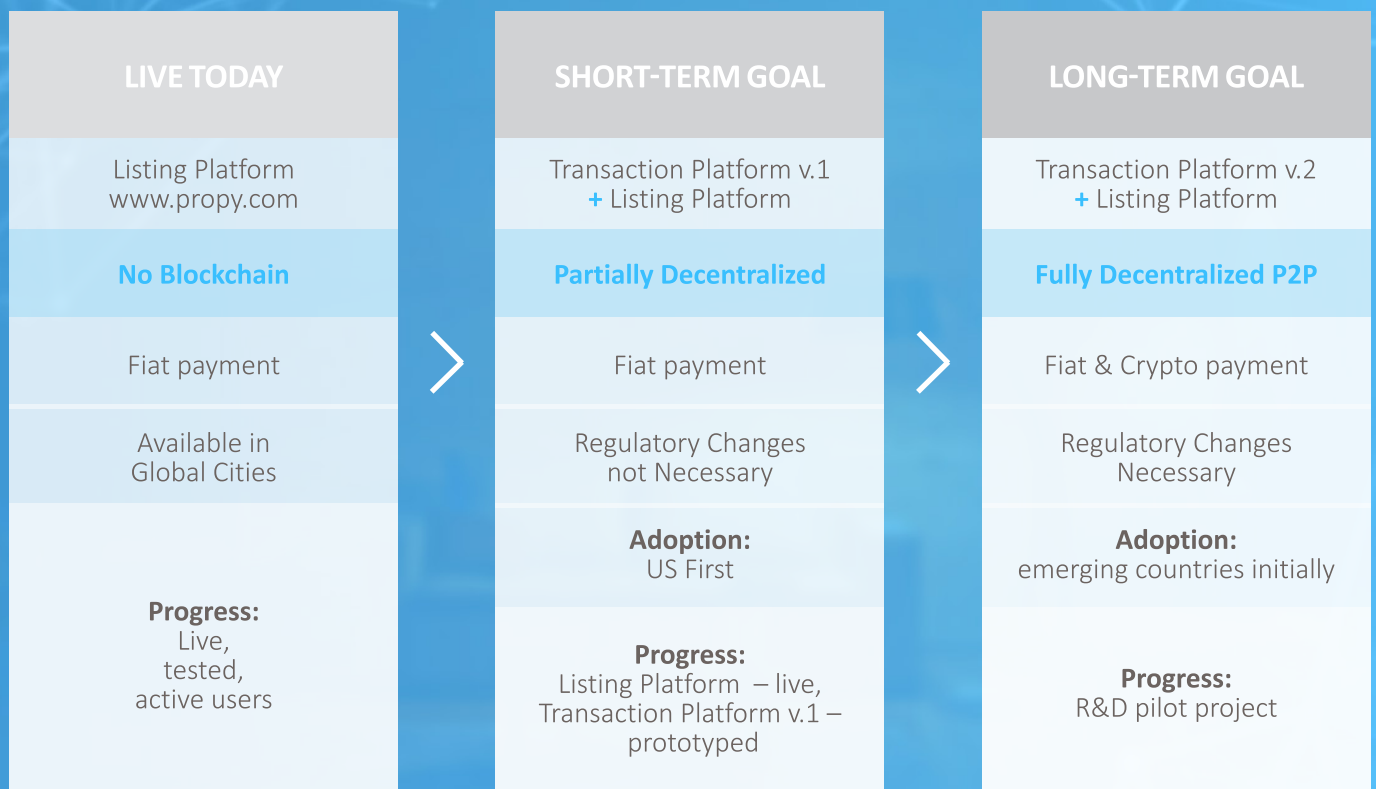 LIVE TODAY
Listing Platform
www.propy.com
No Blockchain
Fiat payment
Available in
Global Cities
Progress:
Live,
tested,
active users
SHORT-TERM GOAL
Transaction Platform v.1
+ Listing Platform
Partially Decentralized
Fiat payment
Regulatory Changes
not Necessary
Adoption:
US First
Progress:
Listing Platform – live,
Transaction Platform v.1 –
prototyped
LONG-TERM GOAL
Transaction Platform v.2
+ Listing Platform
Fully Decentralized P2P
Fiat & Crypto payment
Regulatory Changes
Necessary
Adoption:
emerging countries initially
Progress:
R&D pilot project